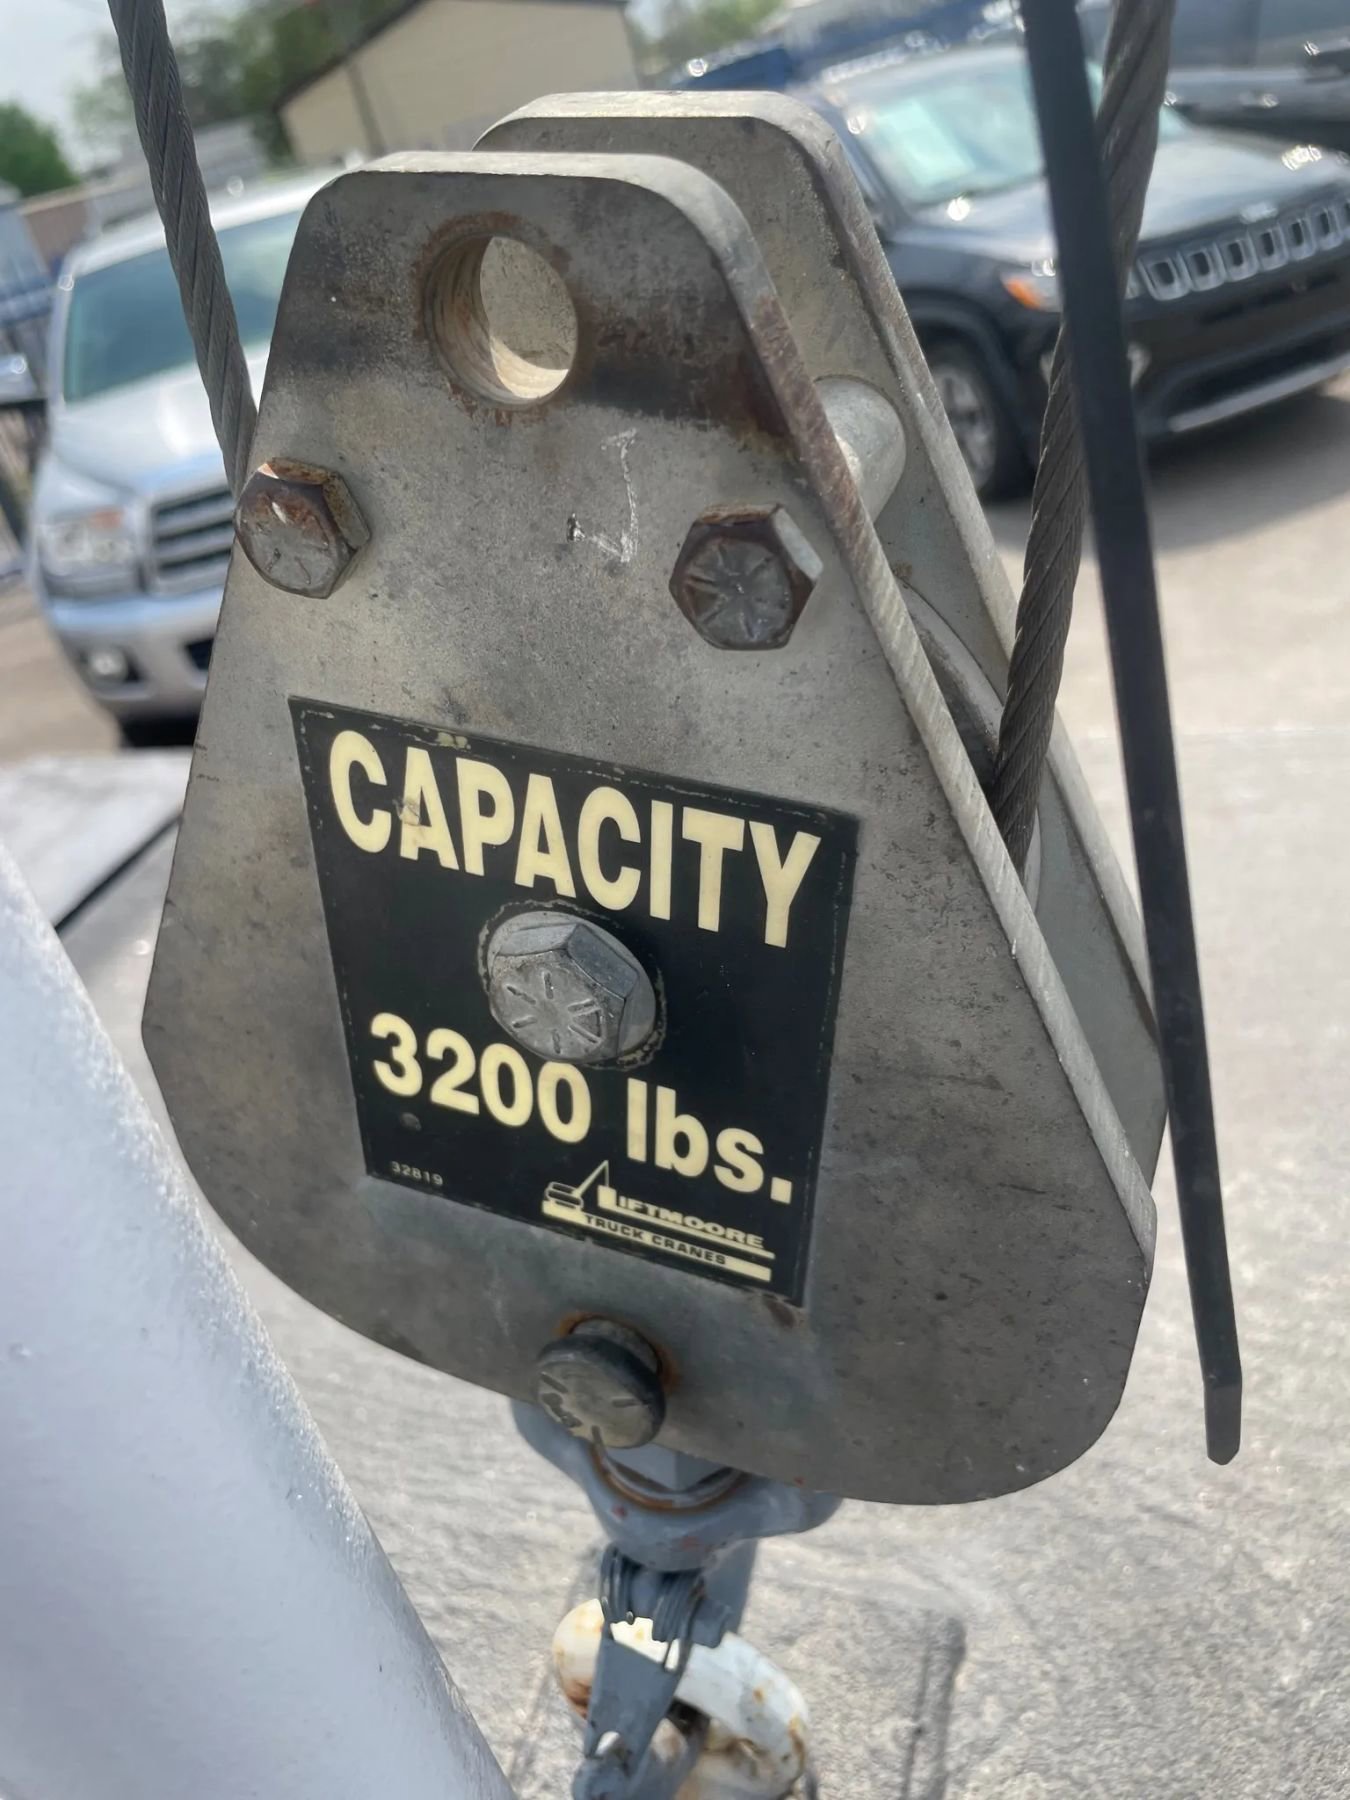 CAPACITY
3200 lbs.
32819
LIFTMOORE
TRUCK CRANES